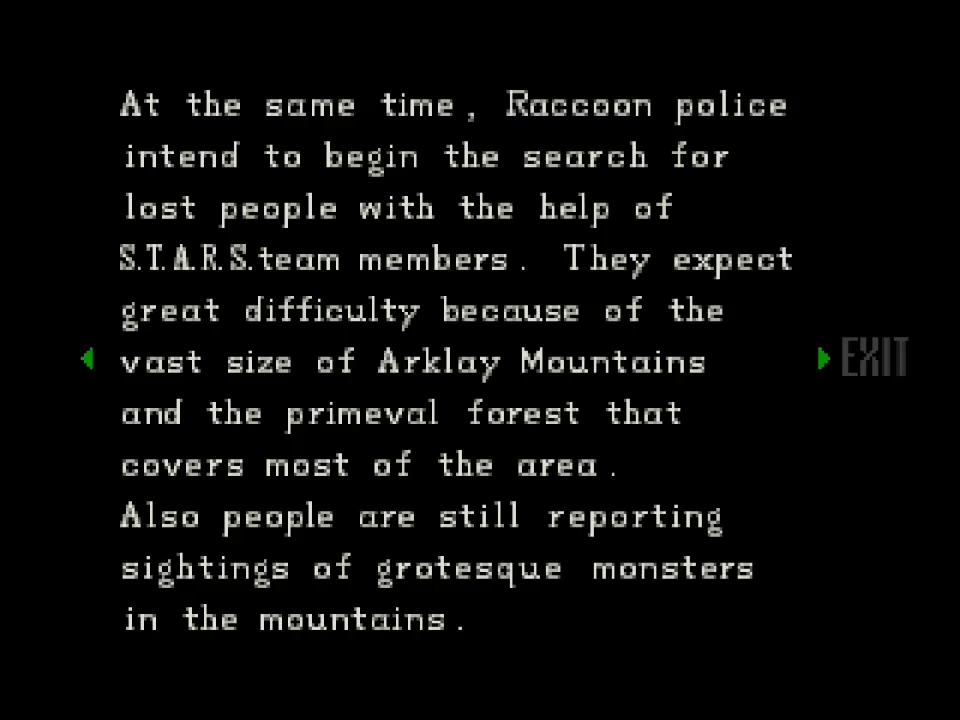 At the same time, Raccoon police
intend to begin the search for
lost people with the help of
S.T.A.R.S.team members. They expect
great difficulty because of the
vast size of Arklay Mountains
EXIT
and the primeval forest that
covers most of the area.
Also people are still reporting
sightings of grotesque monsters
in the mountains.